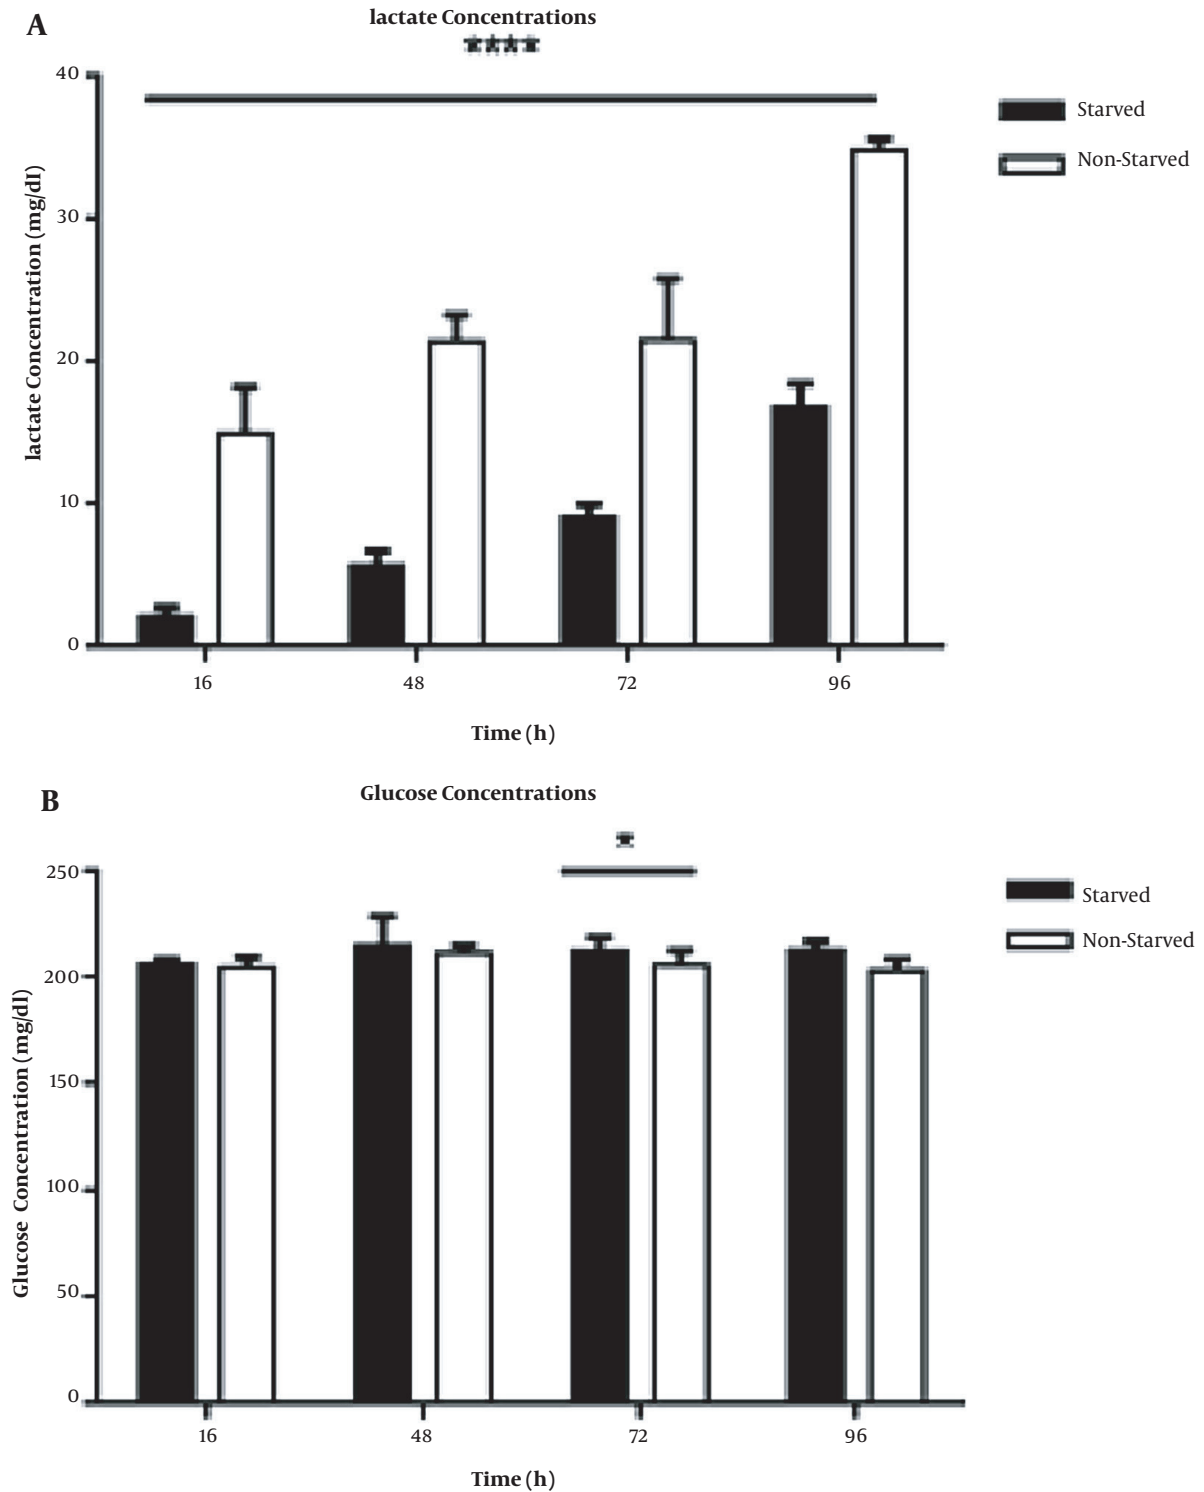 A
lactate Concentrations
****
40
30
20
10
0
lactate Concentration (mg/dl)
16 48 72 96
Time (h)
Starved
Non-Starved
B
Glucose Concentrations
*
250
200
150
100
50
0
Glucose Concentration (mg/dl)
16 48 72 96
Time (h)
Starved
Non-Starved